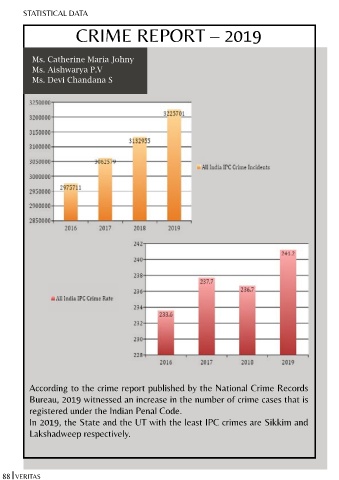 STATISTICAL DATA
CRIME REPORT – 2019
Ms. Catherine Maria Johny
Ms. Aishwarya P.V
Ms. Devi Chandana S
3250000
3200000
3150000
3100000
3050000
3000000
2950000
2900000
2850000
2975711
3062579
3132955
3225701
2016
2017
2018
2019
All India IPC Crime Incidents
242
240
238
236
234
232
230
228
233.6
237.7
236.7
241.2
2016
2017
2018
2019
All India IPC Crime Rate
According to the crime report published by the National Crime Records
Bureau, 2019 witnessed an increase in the number of crime cases that is
registered under the Indian Penal Code.
In 2019, the State and the UT with the least IPC crimes are Sikkim and
Lakshadweep respectively.
88 | VERITAS